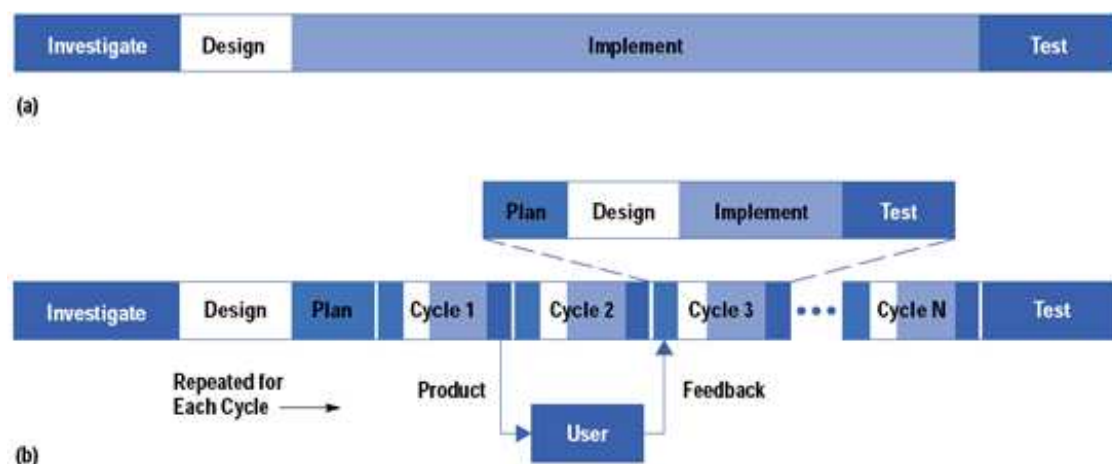 Investigate Design Implement Test
(a)
Plan Design Implement Test
Investigate Design Plan Cycle 1 Cycle 2 Cycle 3 Cycle N Test
Repeated for
Each Cycle
Product
Feedback
User
(b)